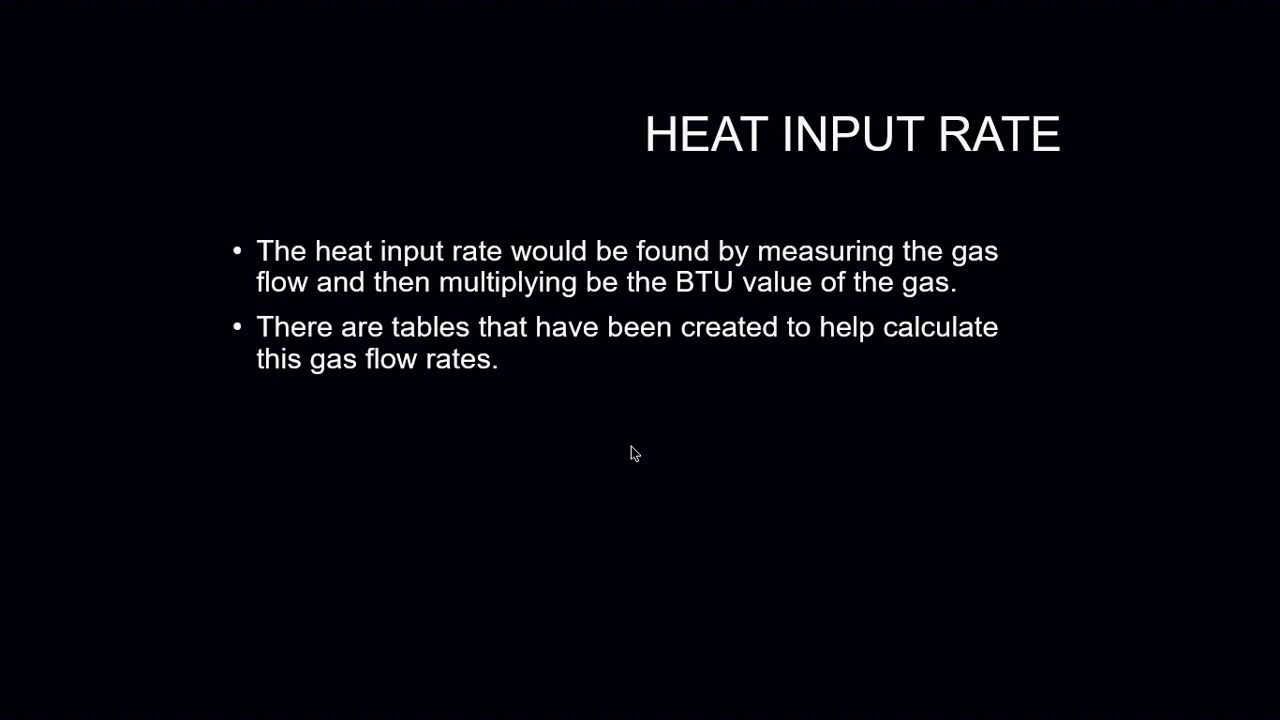 HEAT INPUT RATE
• The heat input rate would be found by measuring the gas
flow and then multiplying be the BTU value of the gas.
• There are tables that have been created to help calculate
this gas flow rates.